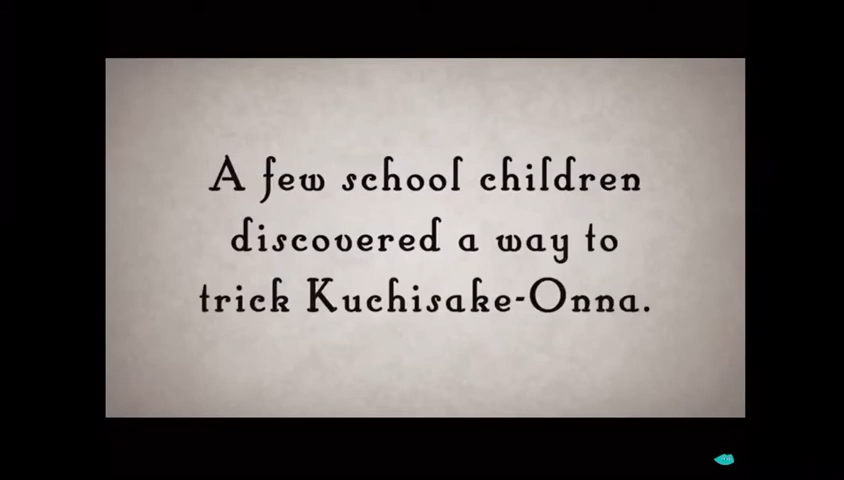 A few school children
discovered a way to
trick Kuchisake-Onna.